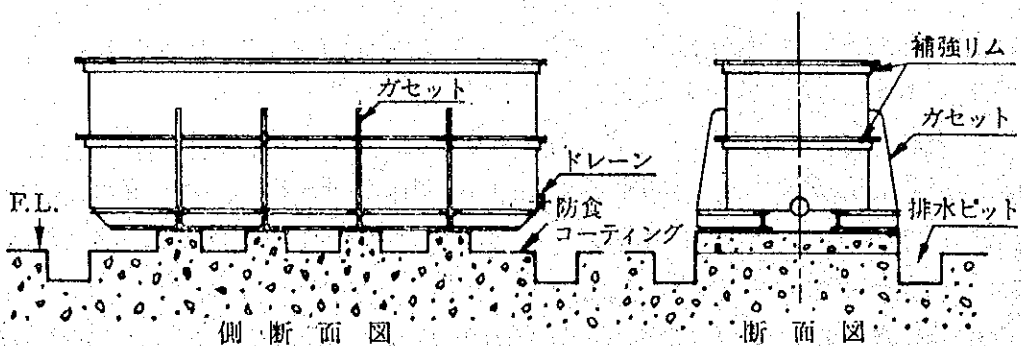 補強リム
ガセット
ガセット
ドレーン
F.L.
防食
コーティング
排水ピット
側断面図
断面図